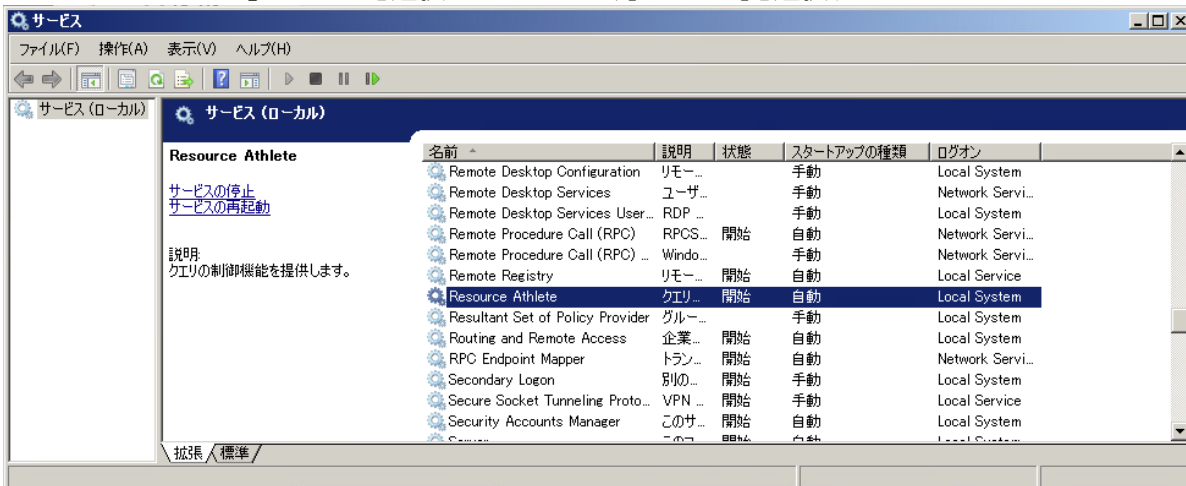 サービス
ファイル(F) 操作(A) 表示(V) ヘルプ(H)
サービス (ローカル)
サービス (ローカル)
Resource Athlete
サービスの停止
サービスの再起動
説明:
クエリの制御機能を提供します。
名前 説明 状態 スタートアップの種類 ログオン
Remote Desktop Configuration リモー... 手動 Local System
Remote Desktop Services ユーザ... 手動 Network Servi...
Remote Desktop Services User... RDP ... 手動 Local System
Remote Procedure Call (RPC) RPCS... 開始 自動 Network Servi...
Remote Procedure Call (RPC) ... Windo... 手動 Network Servi...
Remote Registry リモー... 開始 自動 Local Service
Resource Athlete クエリ... 開始 自動 Local System
Resultant Set of Policy Provider グルー... 手動 Local System
Routing and Remote Access 企業... 開始 自動 Local System
RPC Endpoint Mapper トラン... 開始 自動 Network Servi...
Secondary Logon 別の... 開始 手動 Local System
Secure Socket Tunneling Proto... VPN ... 開始 手動 Local Service
Security Accounts Manager このサ... 開始 自動 Local System
拡張 標準